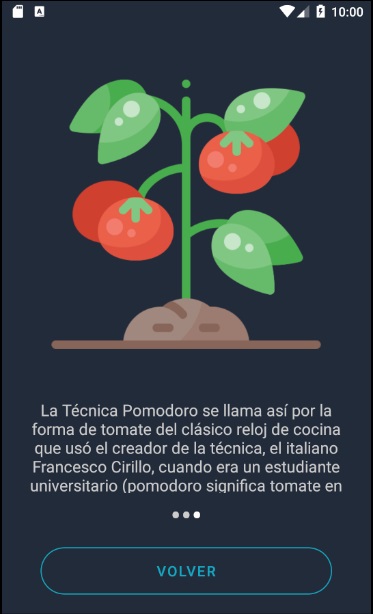 A
10:00
La Técnica Pomodoro se llama así por la
forma de tomate del clásico reloj de cocina
que usó el creador de la técnica, el italiano
Francesco Cirillo, cuando era un estudiante
universitario (pomodoro significa tomate en
VOLVER